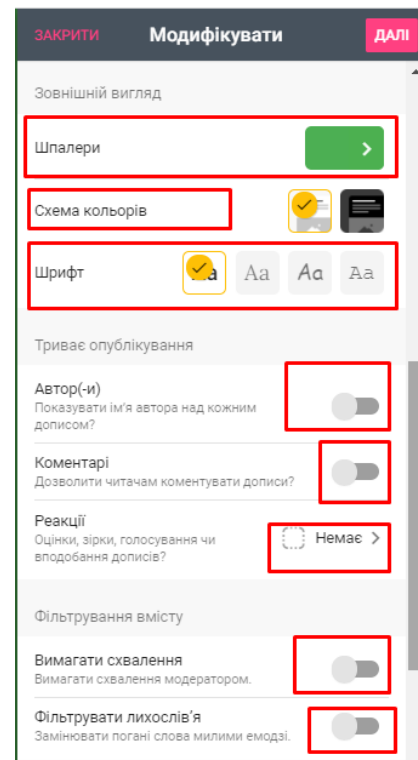 ЗАКРИТИ Модифікувати ДАЛІ
Зовнішній вигляд
Шпалери
Схема кольорів
Шрифт Aa Aa Aa Aa
Триває опублікування
Автор(-и)
Показувати ім'я автора над кожним
дописом?
Коментарі
Дозволити читачам коментувати дописи?
Реакції
Оцінки, зірки, голосування чи
вподобання дописів?
Немає
Фільтрування вмісту
Вимагати схвалення
Вимагати схвалення модератором.
Фільтрувати лихослів'я
Замінювати погані слова милими емодзі.